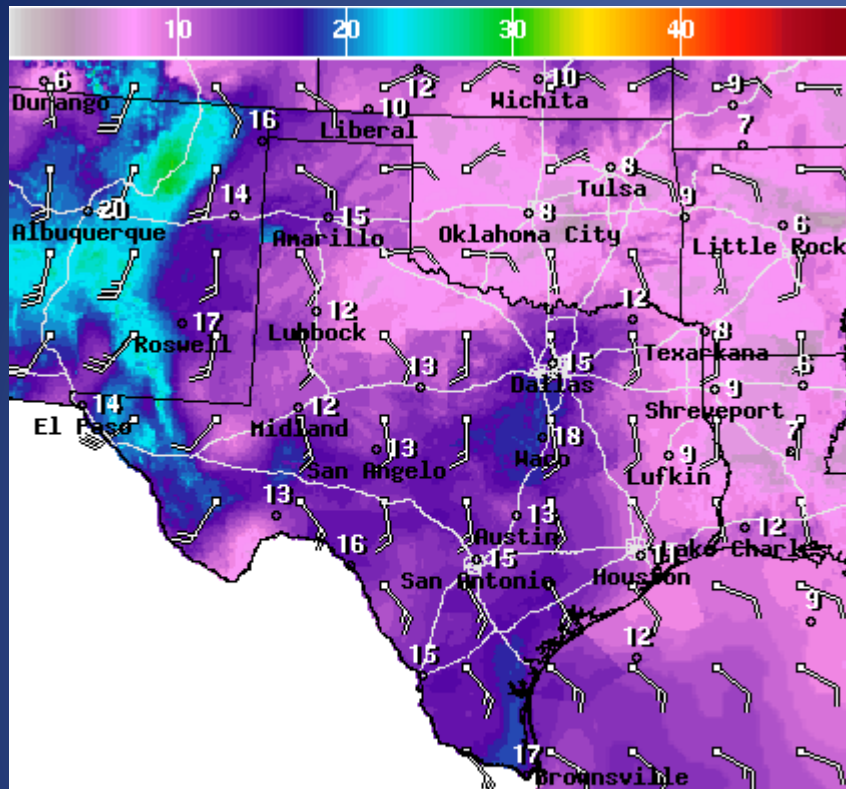 10 20 30 40
6
Durango
12
10
Wichita
9
10
Liberal
16
7
8
Tulsa
14
20
Albuquerque
15
Amarillo
8
Oklahoma City
9
6
Little Rock
17
Roswell
12
Lubbock
12
8
Texarkana
13
15
Dallas
6
14
El Paso
12
Midland
9
Shreveport
13
San Angelo
18
Waco
9
Lufkin
7
13
16
13
Austin
12
Lake Charles
15
San Antonio
Houston
15
12
9
17
Brownsville